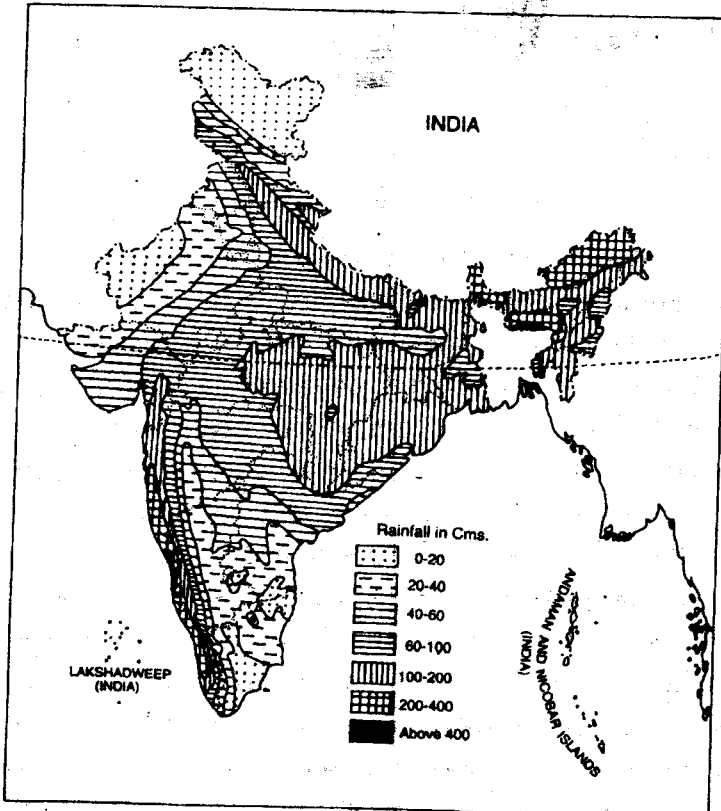 INDIA
Rainfall in Cms.
0-20
20-40
40-60
60-100
100-200
200-400
Above 400
LAKSHADWEEP
(INDIA)
ANDAMAN AND NICOBAR ISLANDS
(INDIA)